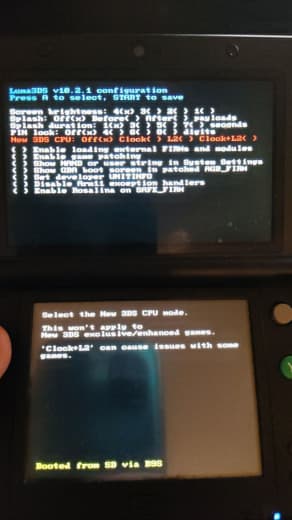 Luma3DS v10.2.1 configuration
Press A to select, START to save
Screen brightness: 4(x) 3( ) 2( ) 1( )
Splash: Off(x) Before( ) After( ) payloads
Splash duration: 1( ) 3(x) 5( ) 7( ) seconds
PIN lock: Off(x) 4( ) 6( ) 8( ) digits
New 3DS CPU: Off(x) Clock( ) L2( ) Clock+L2( )
( ) Enable loading external FIRMs and modules
( ) Enable game patching
( ) Show NAND or user string in System Settings
( ) Show GBA boot screen in patched AGB_FIRM
( ) Set developer UNITINFO
( ) Disable Arm11 exception handlers
( ) Enable Rosalina on SAFE_FIRM
Select the New 3DS CPU mode.
This won't apply to
New 3DS exclusive/enhanced games.
'Clock+L2' can cause issues with some
games.
Booted from SD via B9S
Y